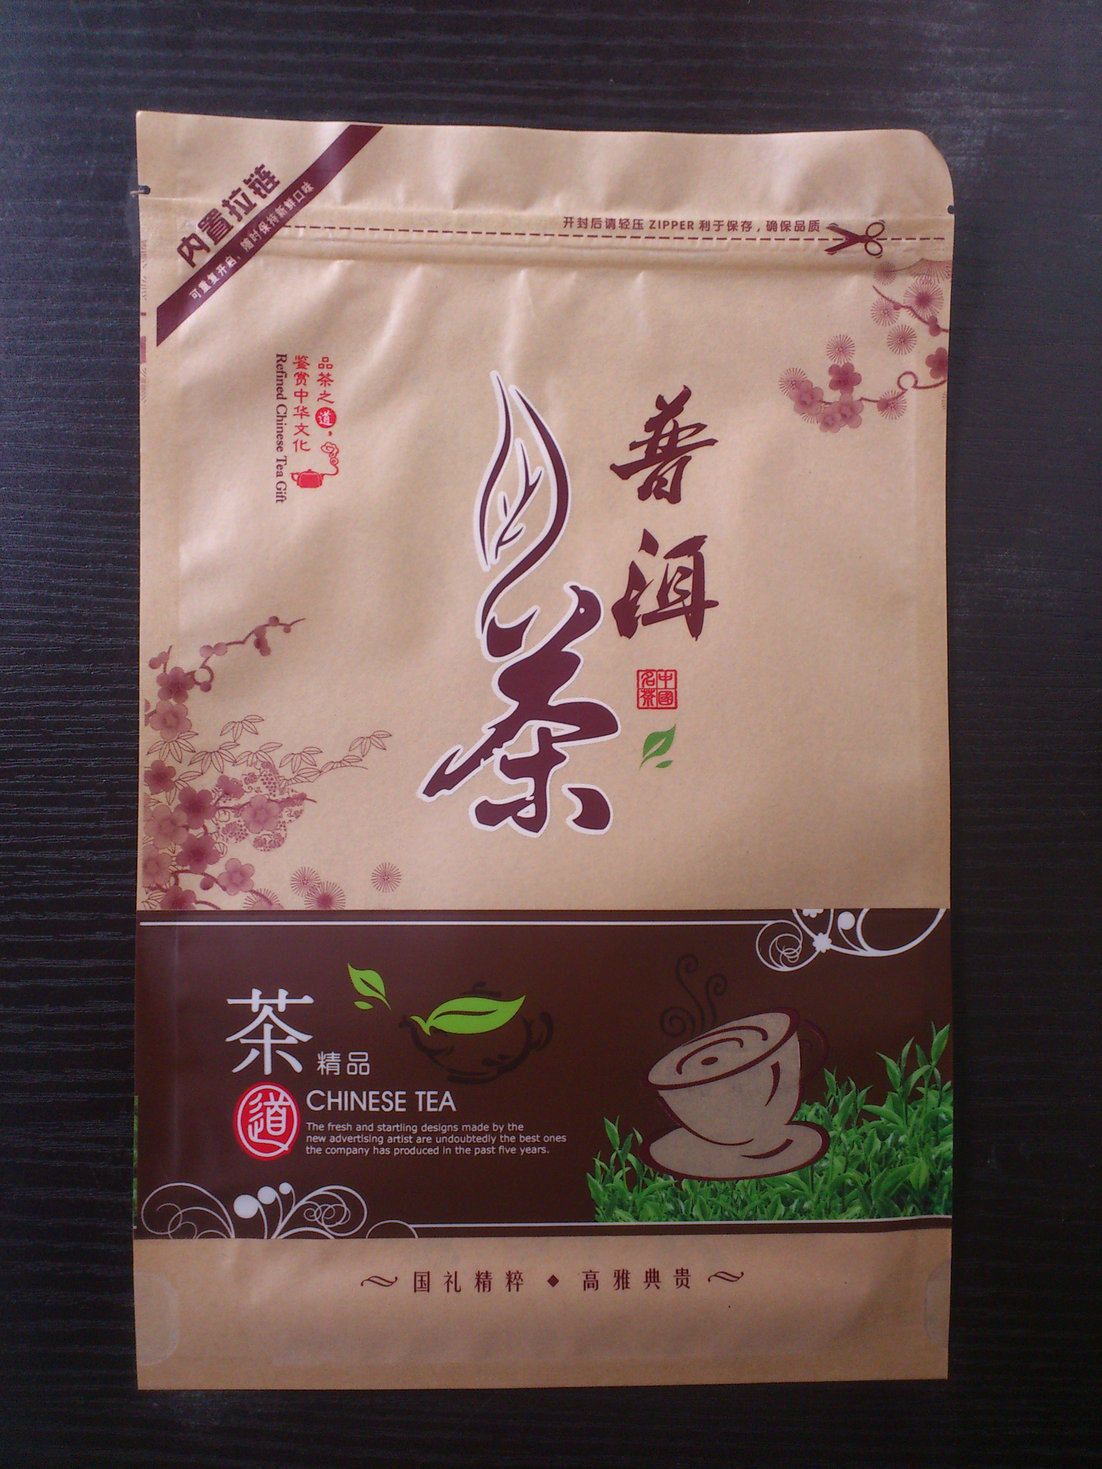 内置拉链
可重复开启，随时保持新鲜口味
开封后请轻压 ZIPPER 利于保存，确保品质
品茶之道，
鉴赏中华文化
Refined Chinese Tea Gift
普洱
茶
中國
名茶
茶道
精品
CHINESE TEA
The fresh and startling designs made by the
new advertising artist are undoubtedly the best ones
the company has produced in the past five years.
国礼精粹 ◆ 高雅典贵